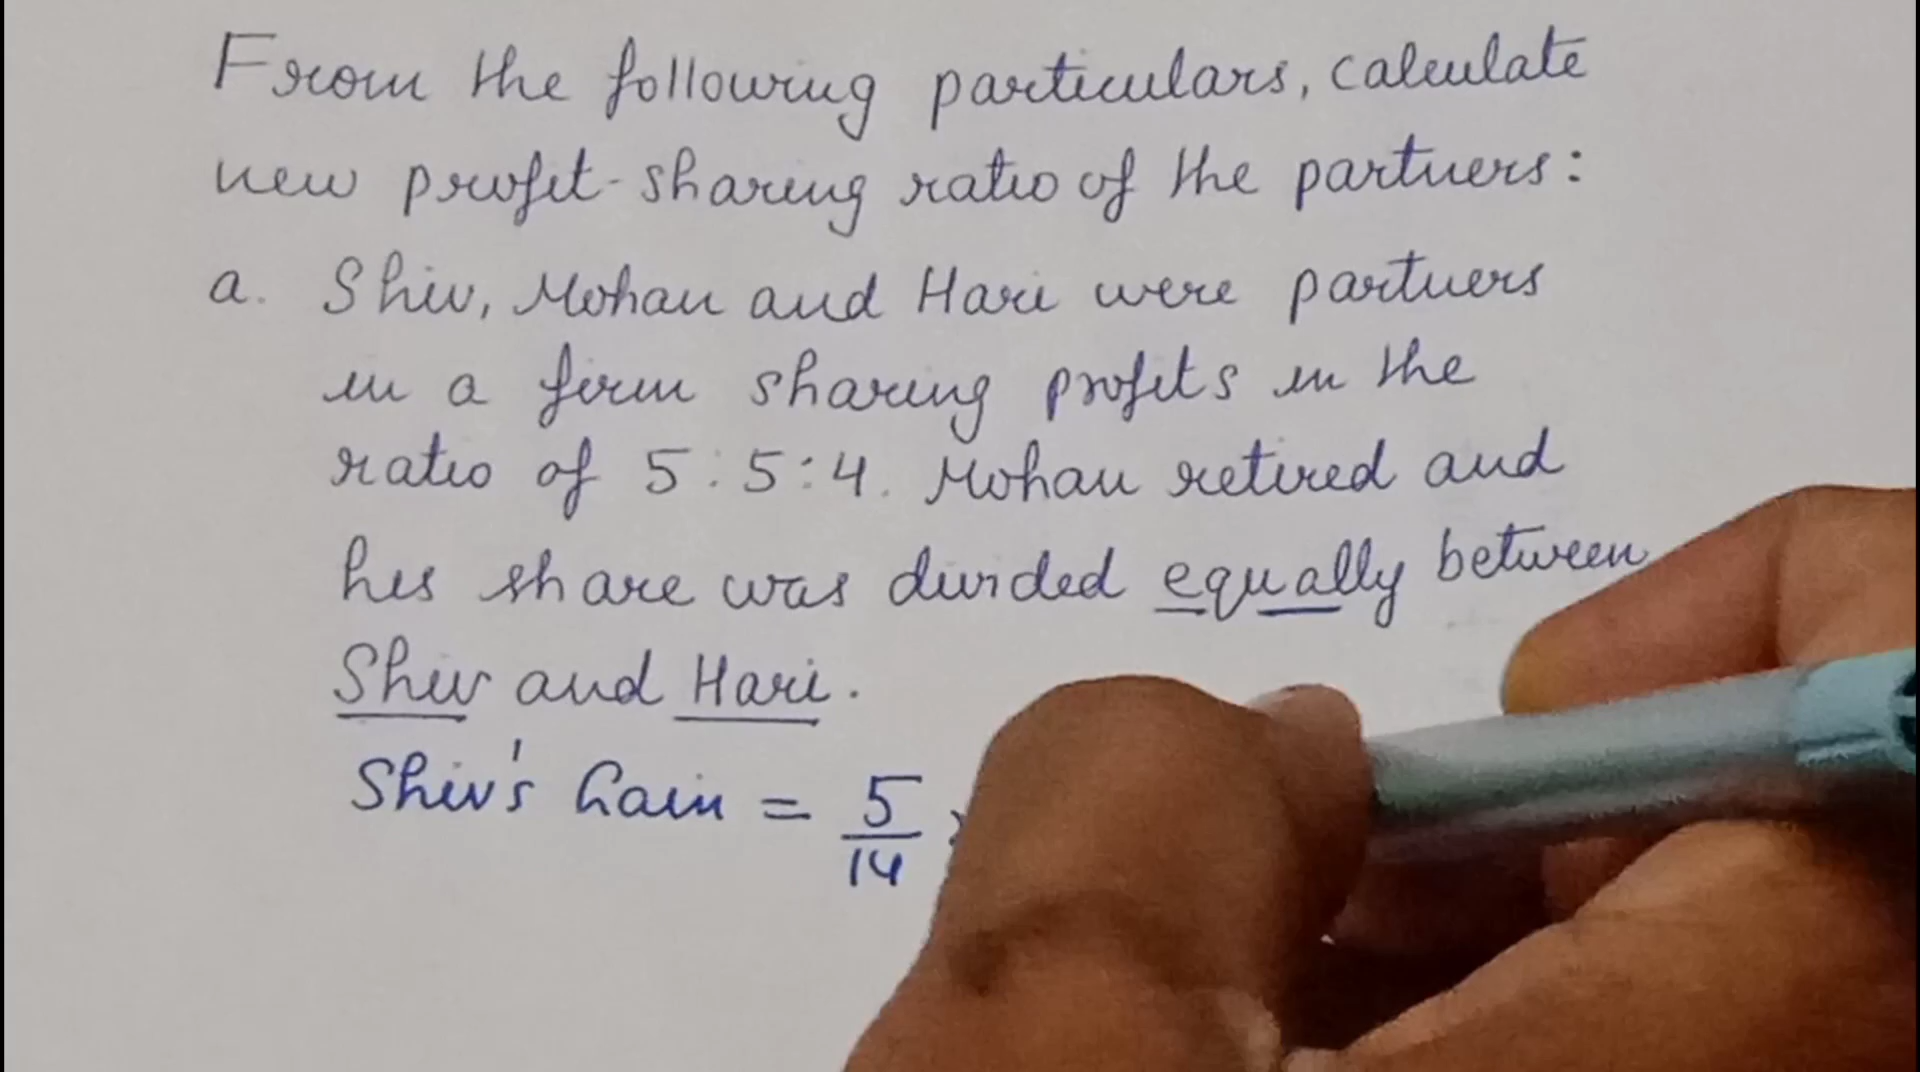 From the following particulars, calculate
new profit-sharing ratio of the partners:
a. Shiv, Mohan and Hari were partners
in a firm sharing profits in the
ratio of 5:5:4. Mohan retired and
his share was divided equally between
Shiv and Hari.
Shiv's Gain = 5/14